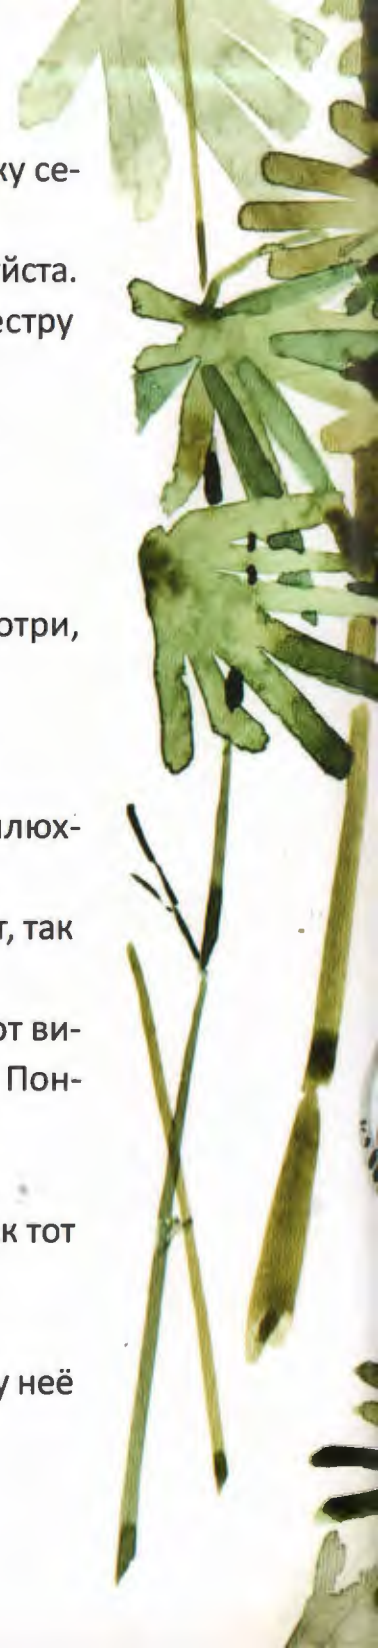 ку се-
йста.
естру
отри,
люх-
т, так
от ви-
Пон-
к тот
у неё